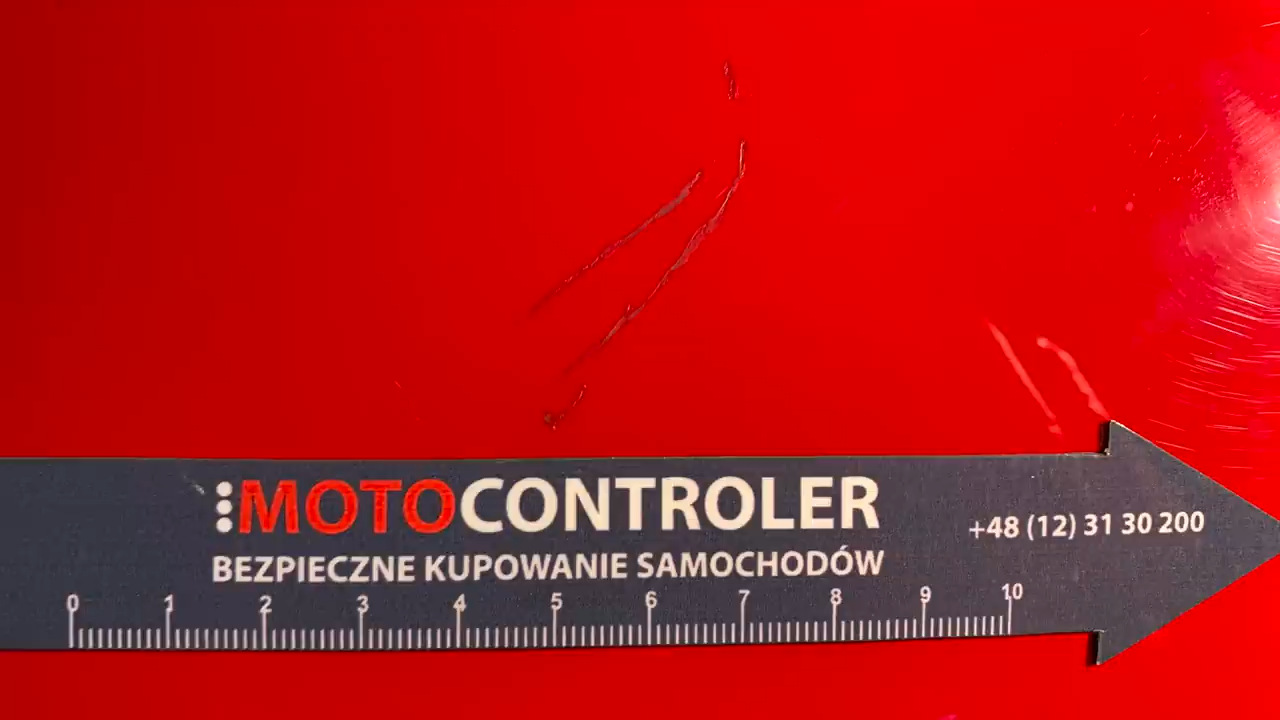 MOTOCONTROLER
+48 (12) 31 30 200
BEZPIECZNE KUPOWANIE SAMOCHODÓW
0 1 2 3 4 5 6 7 8 9 10